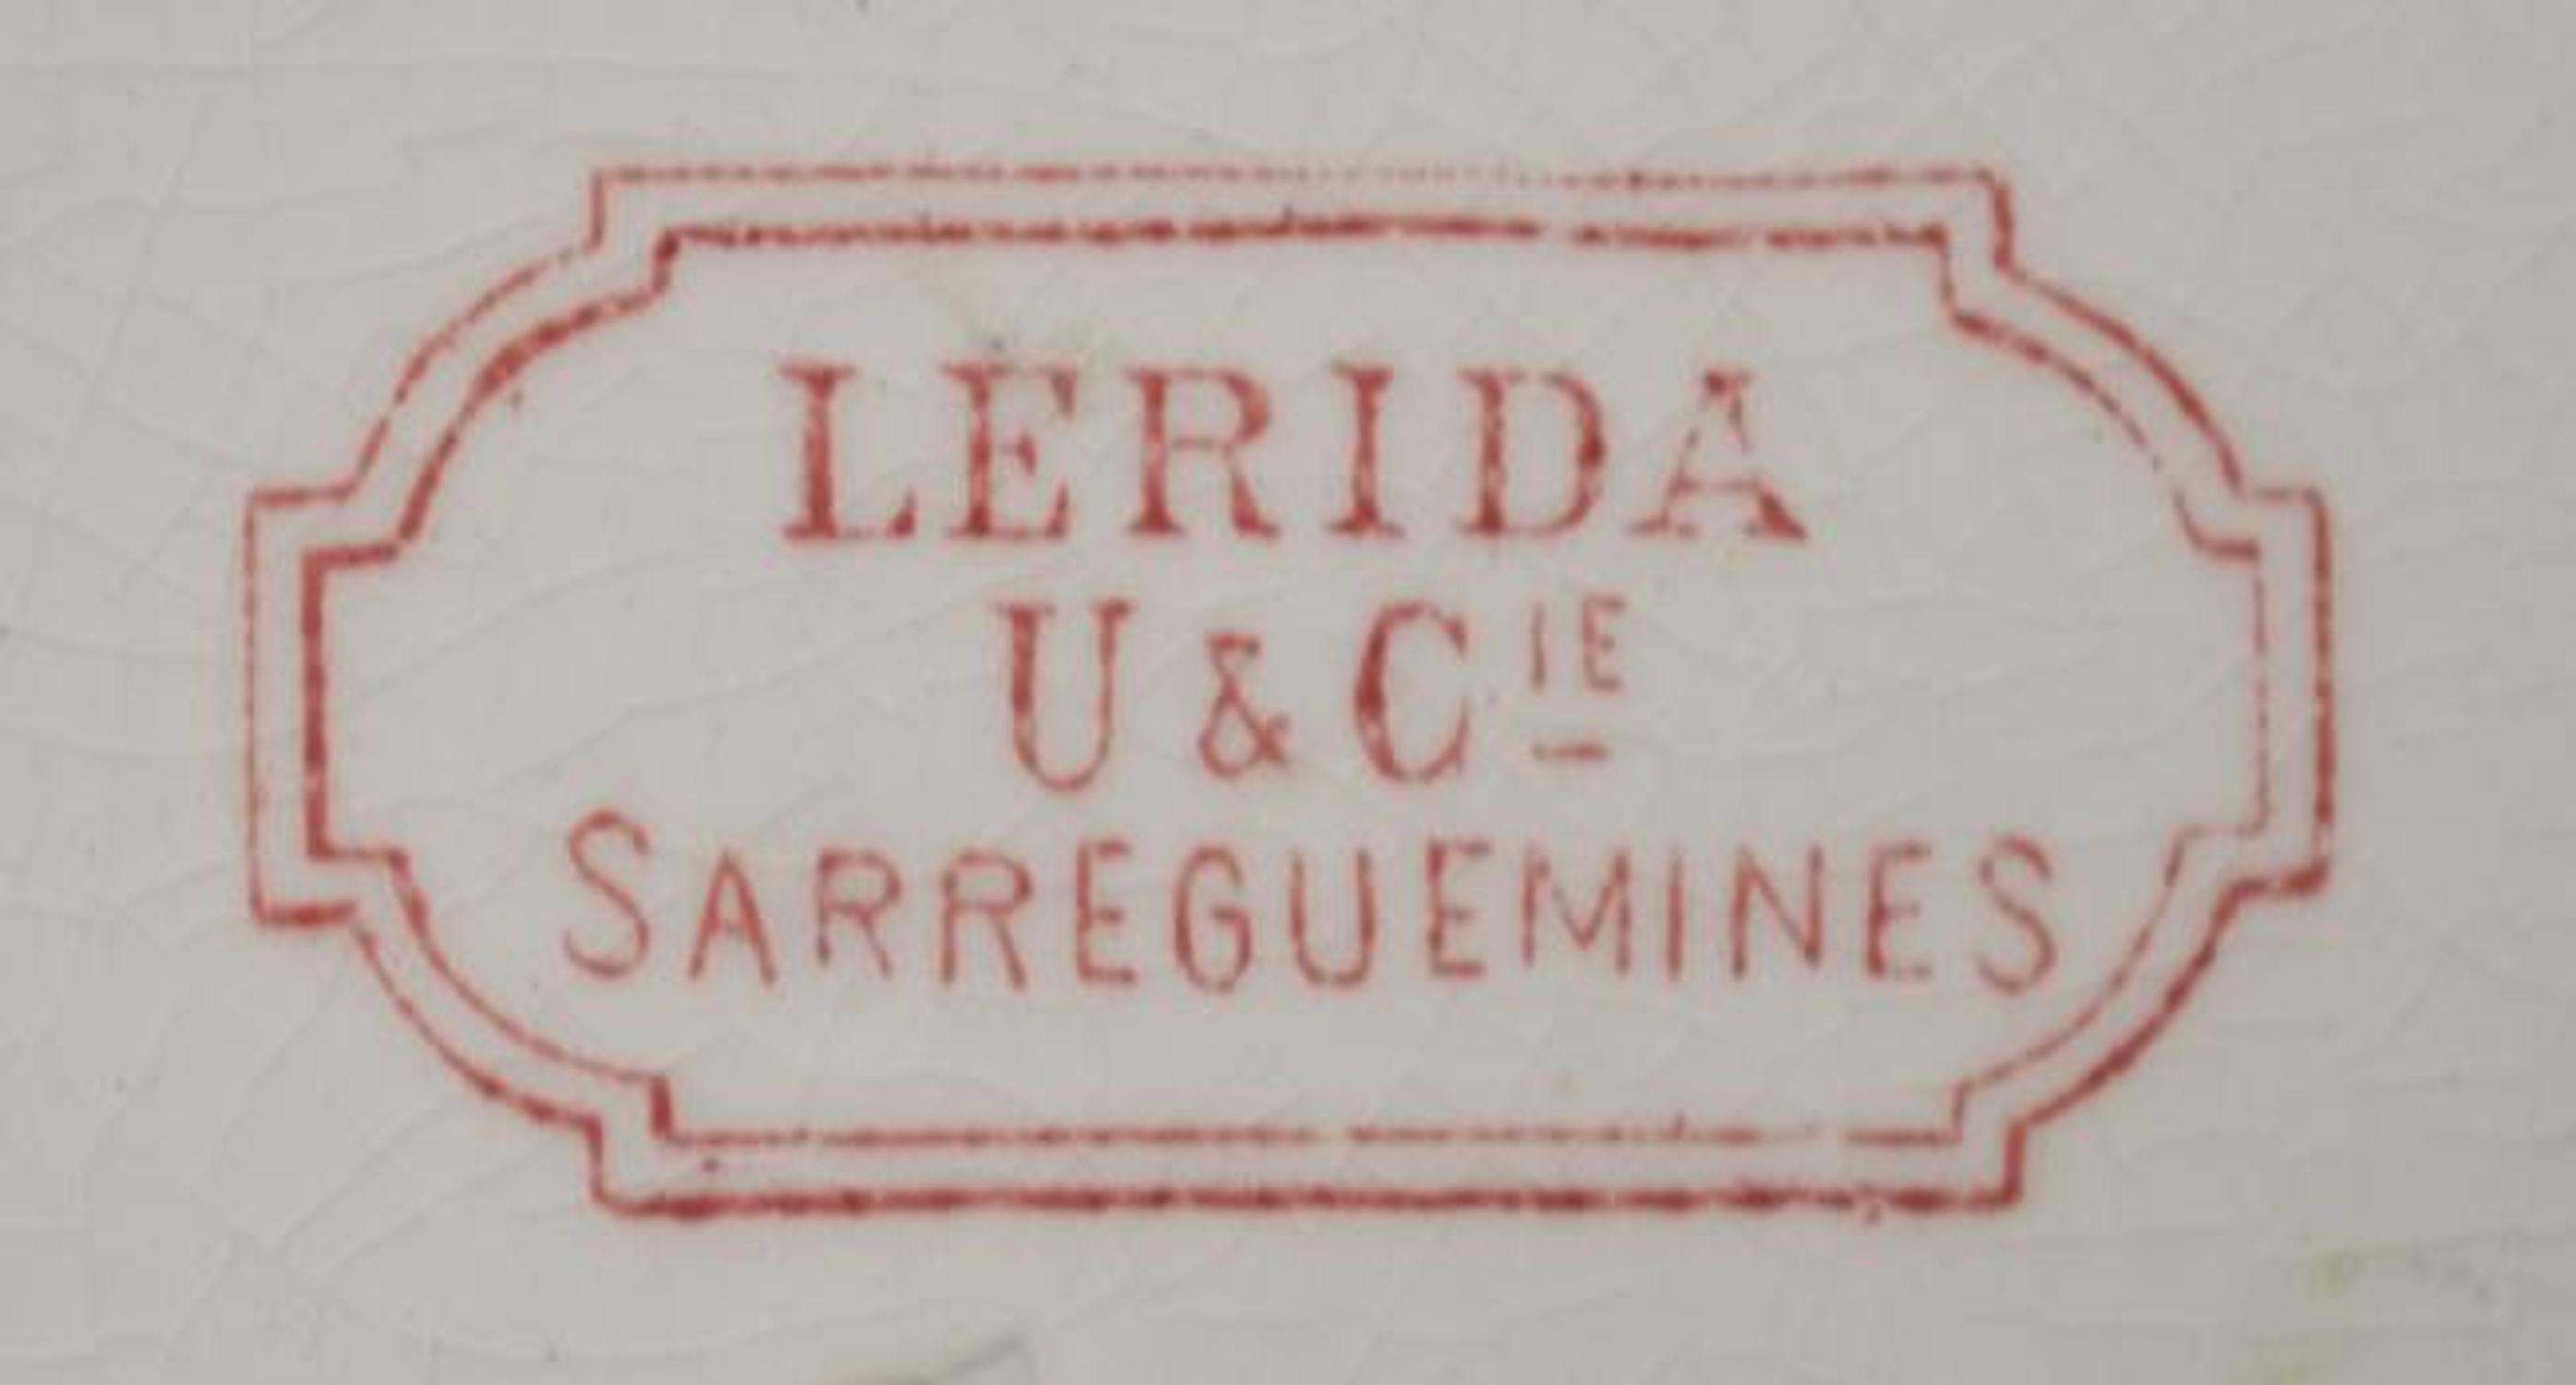 LERIDA
U & CIE
SARREGUEMINES